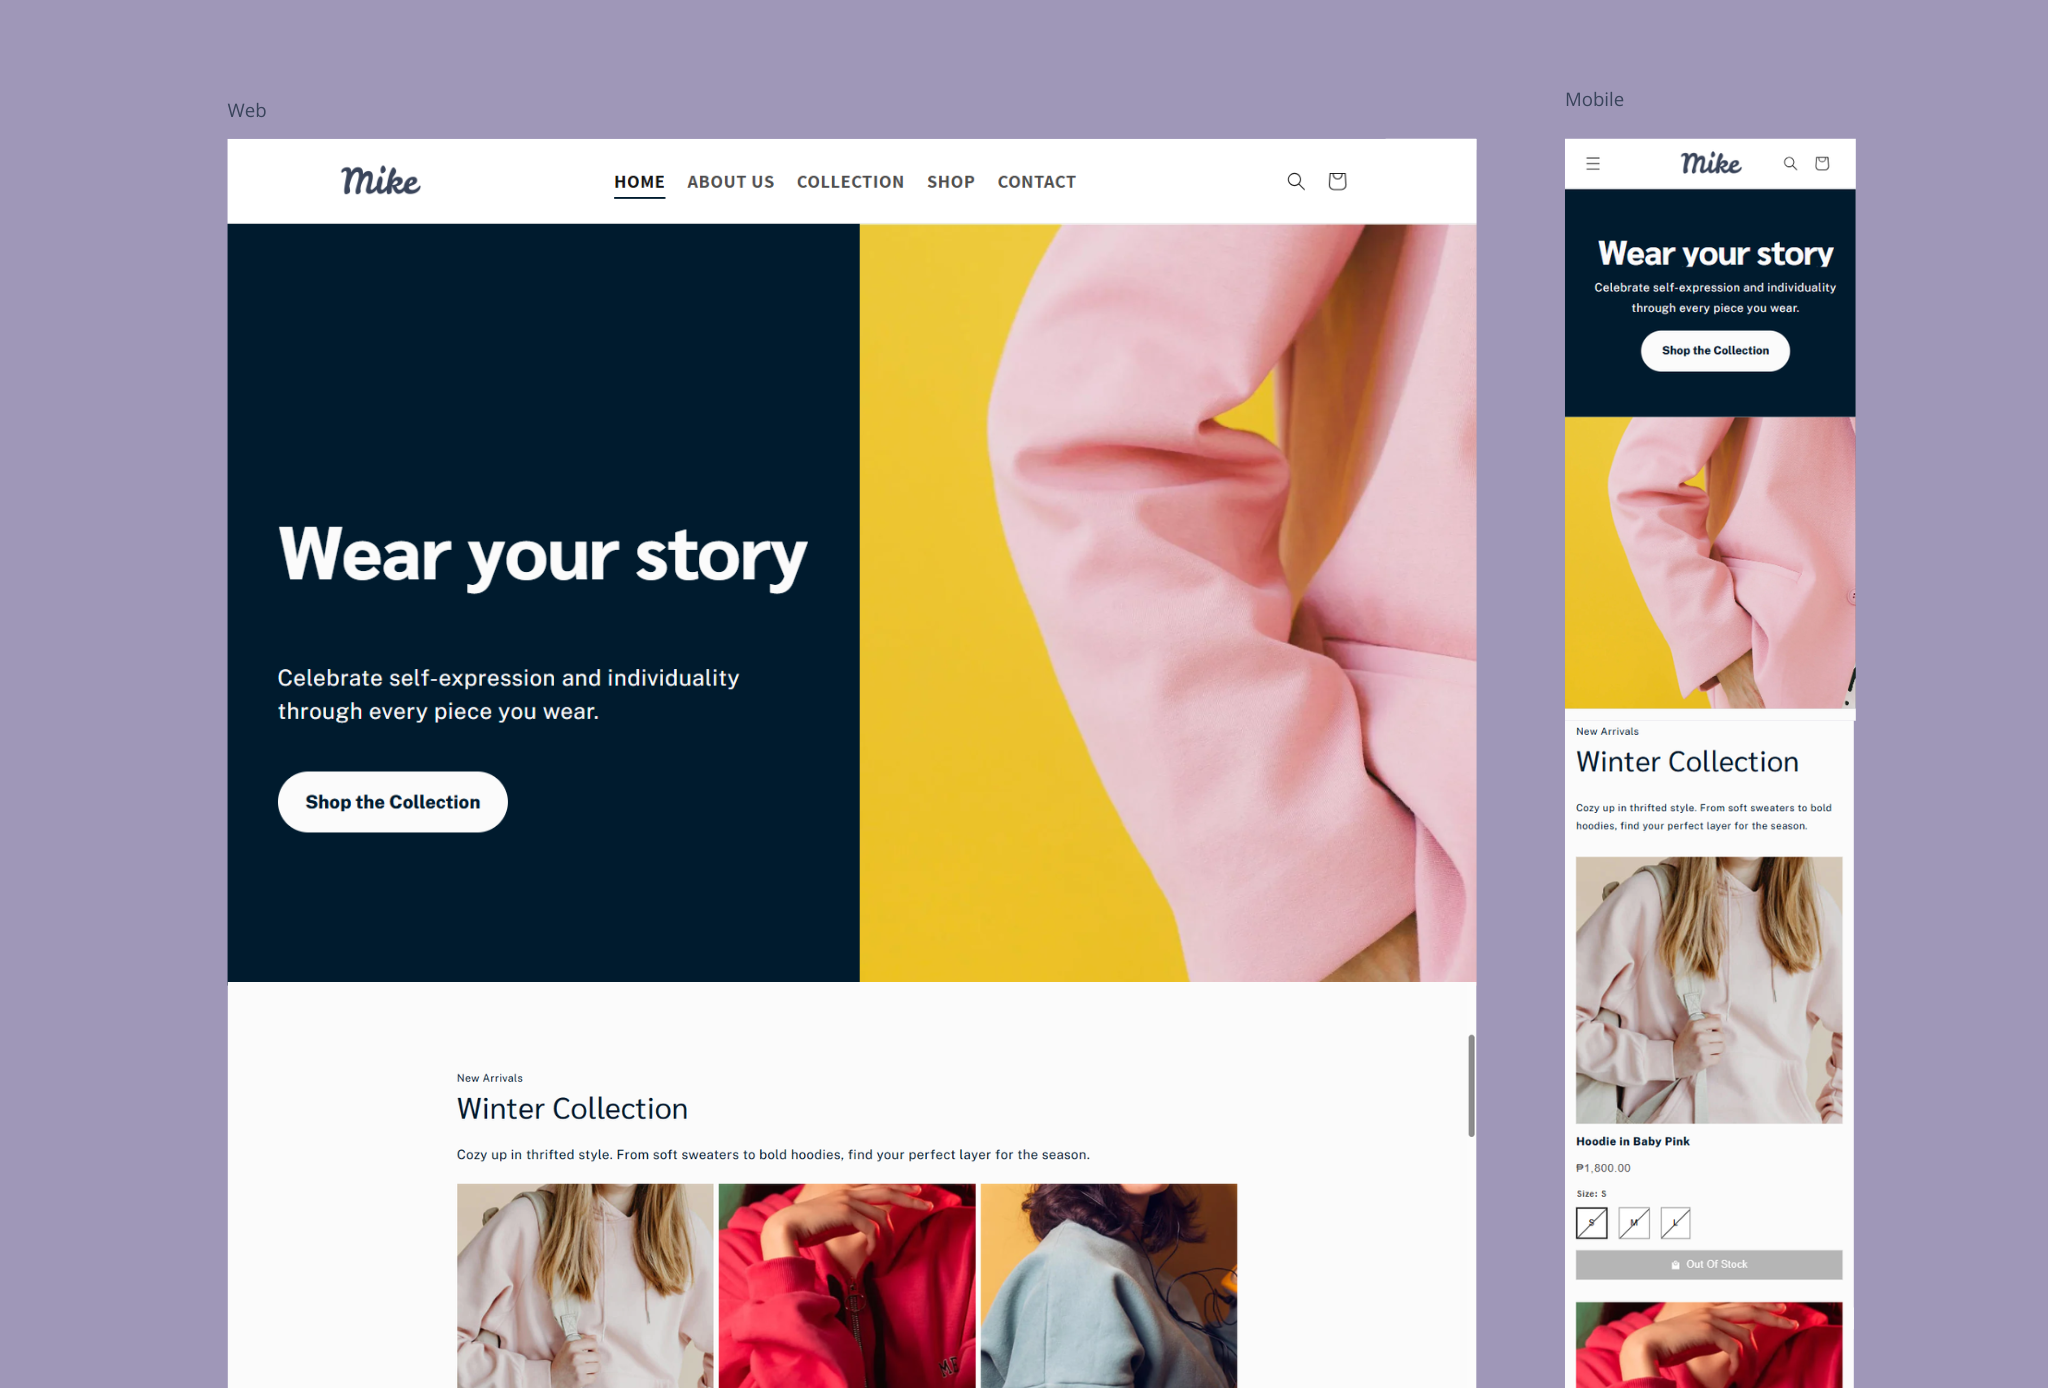 Web
Mike
HOME ABOUT US COLLECTION SHOP CONTACT
Wear your story
Celebrate self-expression and individuality
through every piece you wear.
Shop the Collection
New Arrivals
Winter Collection
Cozy up in thrifted style. From soft sweaters to bold hoodies, find your perfect layer for the season.
Mobile
Mike
Wear your story
Celebrate self-expression and individuality
through every piece you wear.
Shop the Collection
New Arrivals
Winter Collection
Cozy up in thrifted style. From soft sweaters to bold
hoodies, find your perfect layer for the season.
Hoodie in Baby Pink
₱1,800.00
Size: S
S M L
Out Of Stock